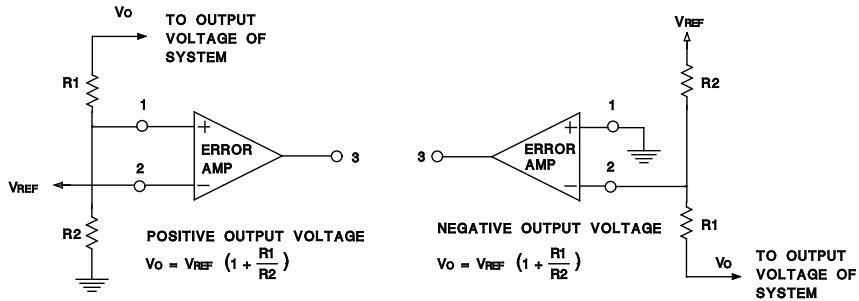 Vo
TO OUTPUT
VOLTAGE OF
SYSTEM
R1
1
+
ERROR
AMP
3
2
−
VREF
R2
POSITIVE OUTPUT VOLTAGE
Vo = VREF (1 + R1/R2)
VREF
R2
1
+
ERROR
AMP
3
2
−
R1
NEGATIVE OUTPUT VOLTAGE
Vo = VREF (1 + R1/R2)
Vo
TO OUTPUT
VOLTAGE OF
SYSTEM